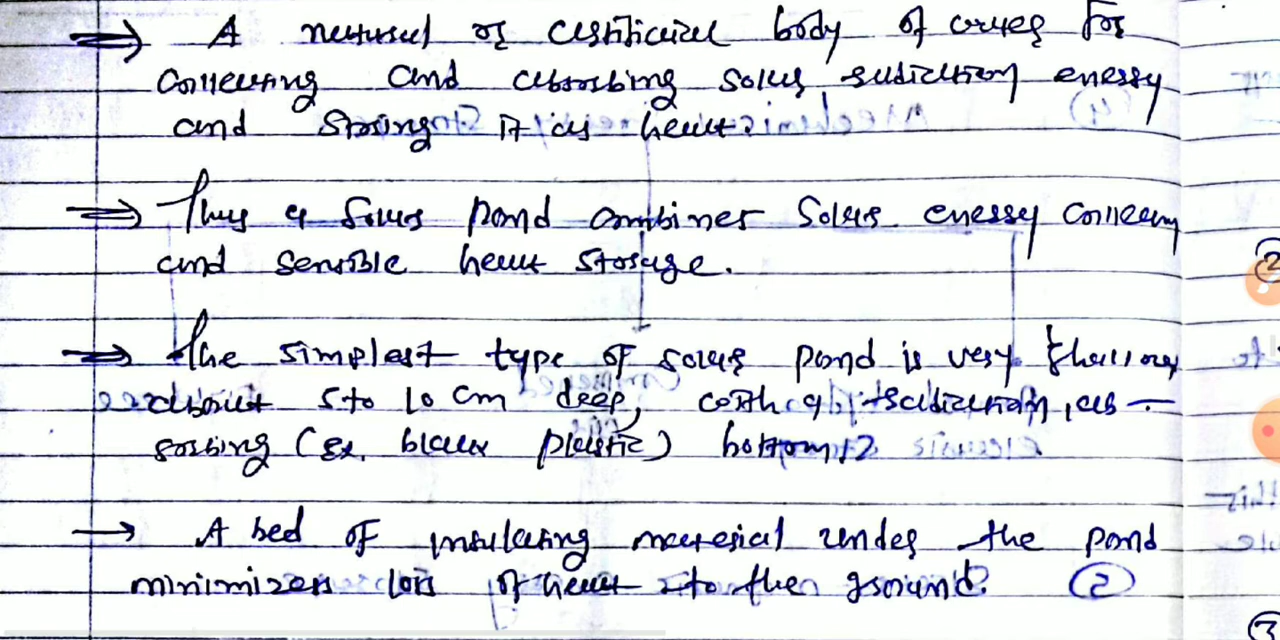 ⇒ A natural or artificial body of water for
collecting and absorbing solar radiation energy
and storing it as heat.
⇒ Thus a solar pond combines solar energy collection
and sensible heat storage.
⇒ The simplest type of solar pond is very shallow
about 5 to 10 cm deep, with a radiation, ab-
sorbing (ex. black plastic) bottom.
→ A bed of insulating material under the pond
minimizes loss of heat to the ground. (2)